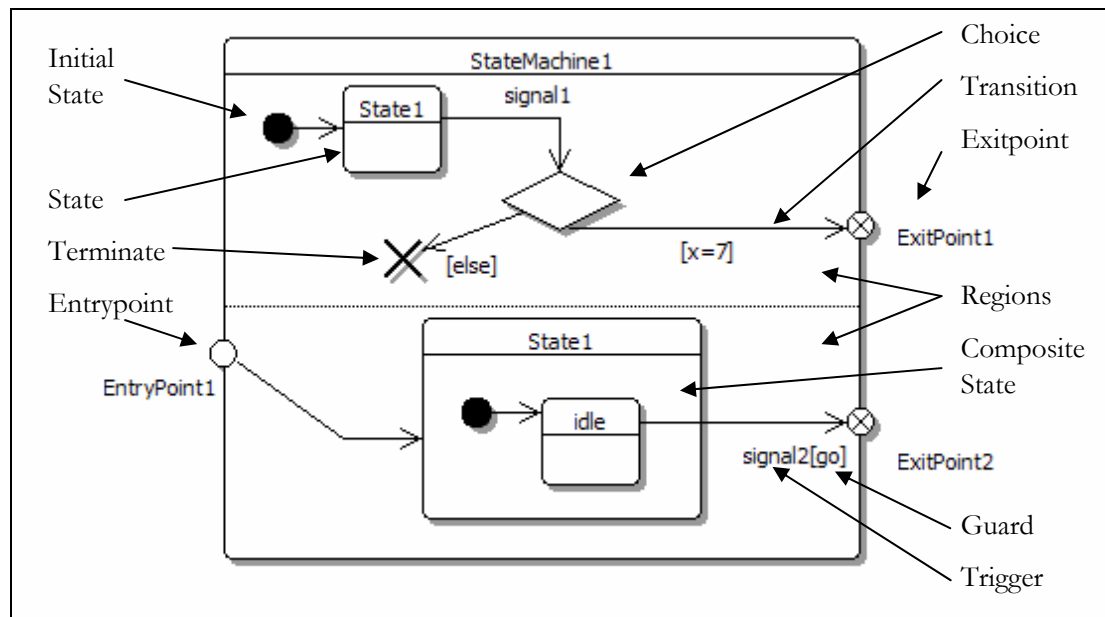 Initial
State
State
Terminate
Entrypoint
StateMachine1
State1
signal1
[else]
[x=7]
ExitPoint1
EntryPoint1
State1
idle
signal2[go]
ExitPoint2
Choice
Transition
Exitpoint
Regions
Composite
State
Guard
Trigger